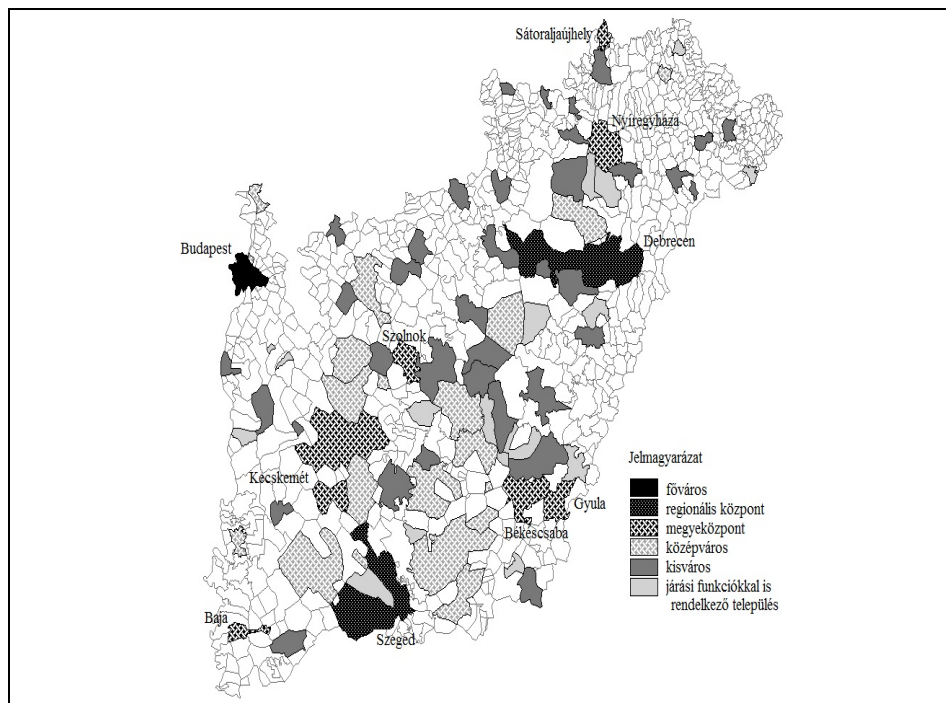 Sátoraljaújhely
Nyíregyháza
Budapest
Debrecen
Szolnok
Kecskemét
Gyula
Békéscsaba
Baja
Szeged
Jelmagyarázat
főváros
regionális központ
megyeközpont
középváros
kisváros
járási funkciókkal is
rendelkező település